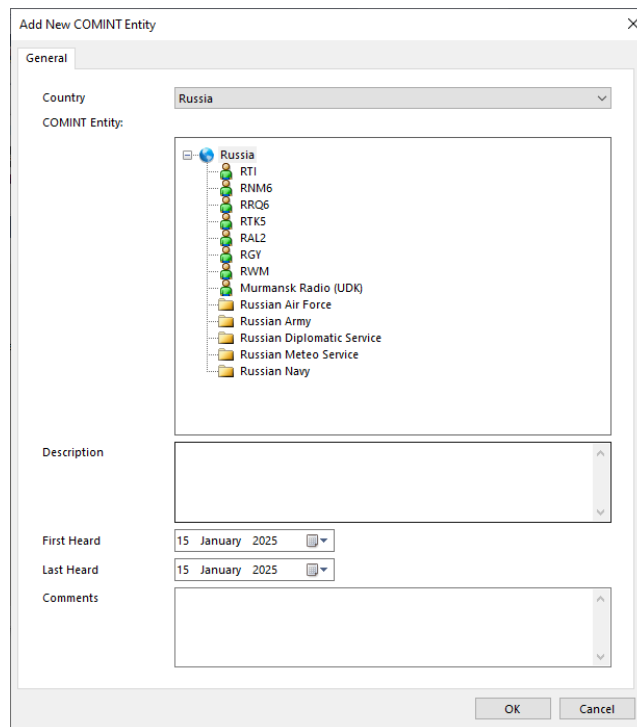 Add New COMINT Entity
General
Country
Russia
COMINT Entity:
Russia
RTI
RNM6
RRQ6
RTK5
RAL2
RGY
RWM
Murmansk Radio (UDK)
Russian Air Force
Russian Army
Russian Diplomatic Service
Russian Meteo Service
Russian Navy
Description
First Heard
15 January 2025
Last Heard
15 January 2025
Comments
OK Cancel